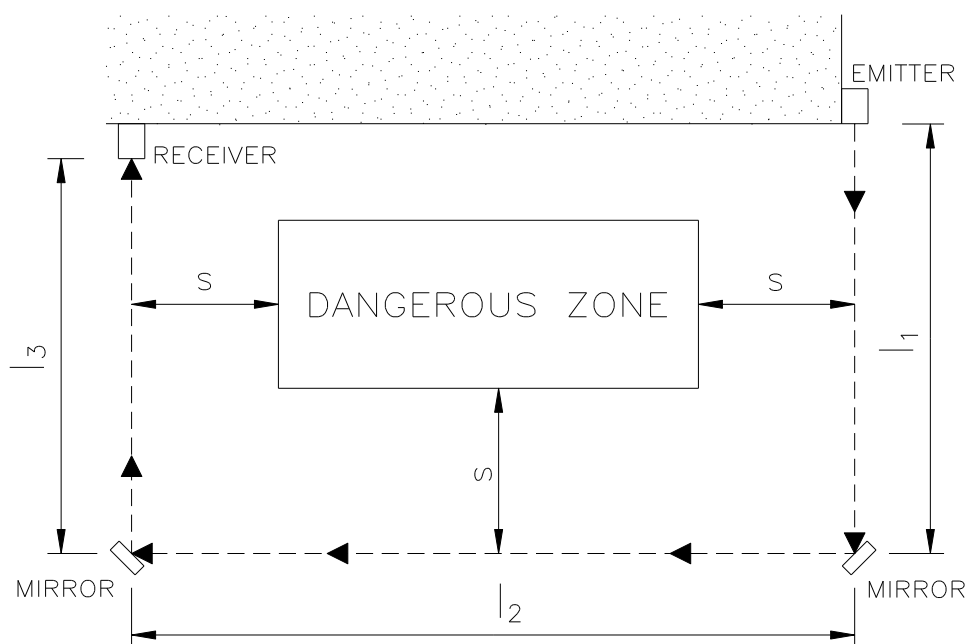 EMITTER
RECEIVER
S
S
DANGEROUS ZONE
l3
l1
S
MIRROR
MIRROR
l2